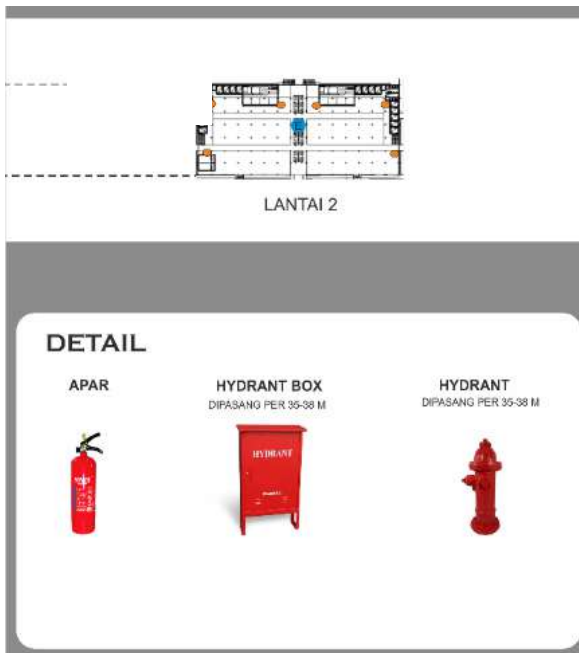 LANTAI 2
DETAIL
APAR
HYDRANT BOX
DIPASANG PER 35-38 M
HYDRANT
DIPASANG PER 35-38 M
HYDRANT